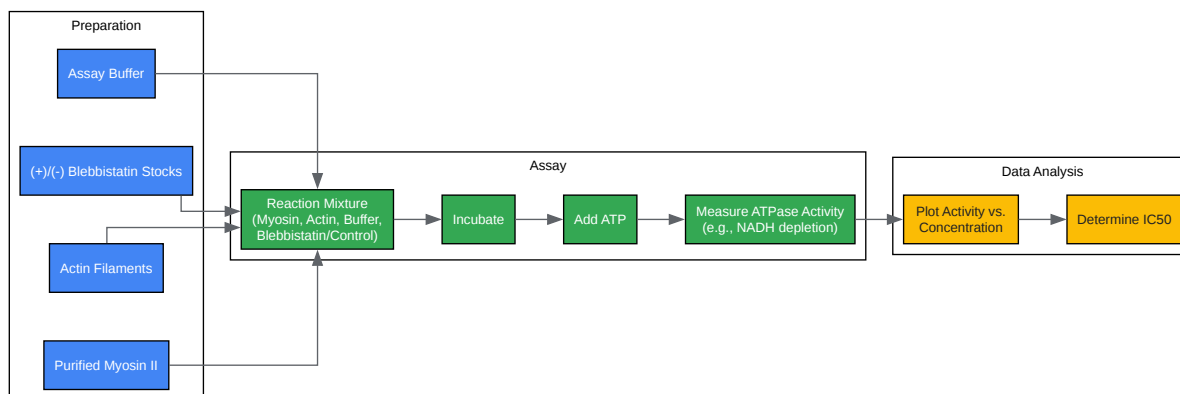 Preparation
Assay Buffer
(+)/(-) Blebbistatin Stocks
Actin Filaments
Purified Myosin II
Assay
Reaction Mixture
(Myosin, Actin, Buffer,
Blebbistatin/Control)
Incubate
Add ATP
Measure ATPase Activity
(e.g., NADH depletion)
Data Analysis
Plot Activity vs.
Concentration
Determine IC50